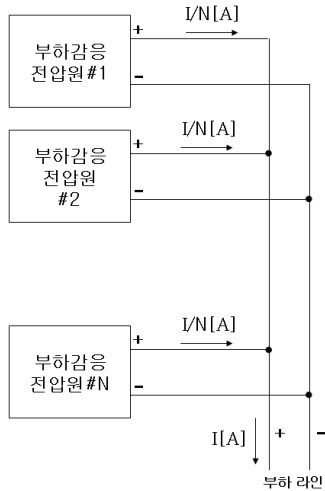 I/N[A]
+
부하감응
전압원#1
-
I/N[A]
+
부하감응
전압원
#2
-
I/N[A]
+
부하감응
전압원#N
-
I[A]
+
-
부하 라인